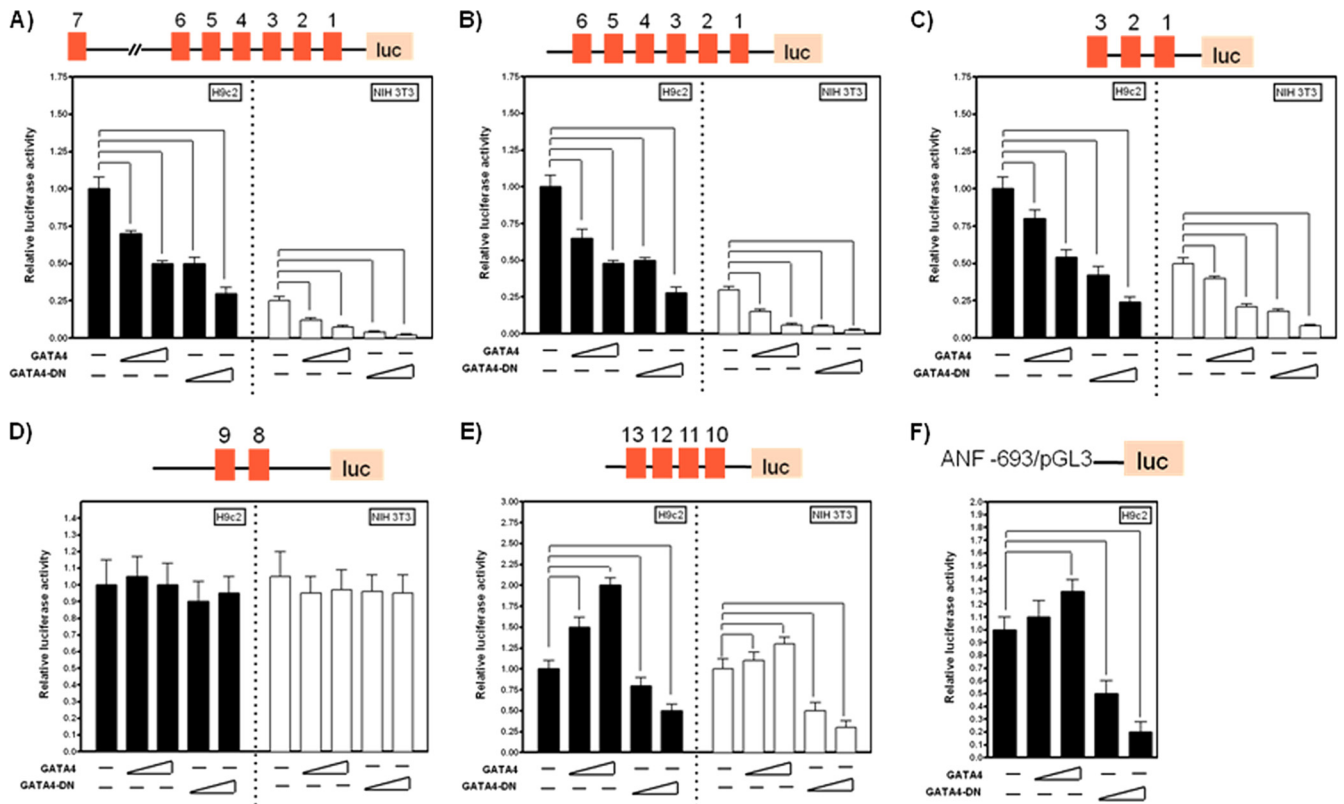 A)
7 6 5 4 3 2 1
luc
Relative luciferase activity
1.75
1.50
1.25
1.00
0.75
0.50
0.25
0.00
H9c2
NIH 3T3
GATA4 – – – – – –
GATA4-DN – – – – – –
B)
6 5 4 3 2 1
luc
Relative luciferase activity
1.75
1.50
1.25
1.00
0.75
0.50
0.25
0.00
H9c2
NIH 3T3
GATA4 – – – – – –
GATA4-DN – – – – – –
C)
3 2 1
luc
Relative luciferase activity
1.75
1.50
1.25
1.00
0.75
0.50
0.25
0.00
H9c2
NIH 3T3
GATA4 – – – – – –
GATA4-DN – – – – – –
D)
9 8
luc
Relative luciferase activity
1.4
1.3
1.2
1.1
1.0
0.9
0.8
0.7
0.6
0.5
0.4
0.3
0.2
0.1
0.0
H9c2
NIH 3T3
GATA4 – – – – – –
GATA4-DN – – – – – –
E)
13 12 11 10
luc
Relative luciferase activity
3.00
2.75
2.50
2.25
2.00
1.75
1.50
1.25
1.00
0.75
0.50
0.25
0.00
H9c2
NIH 3T3
GATA4 – – – – – –
GATA4-DN – – – – – –
F)
ANF -693/pGL3
luc
Relative luciferase activity
2.0
1.9
1.8
1.7
1.6
1.5
1.4
1.3
1.2
1.1
1.0
0.9
0.8
0.7
0.6
0.5
0.4
0.3
0.2
0.1
0.0
H9c2
GATA4 – – –
GATA4-DN – – –